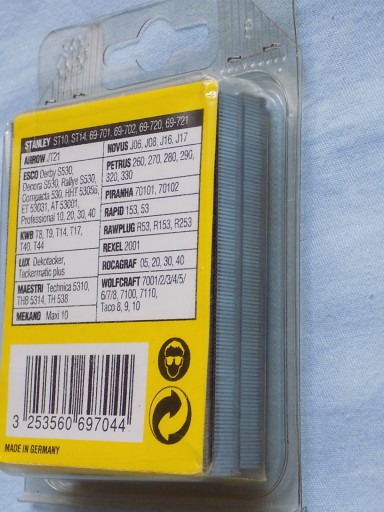 STANLEY ST10, ST14, 69-701, 69-702, 69-720, 69-721
ARROW JT21
ESCO Derby S530,
Decora S530, Rallye S530,
Compacta 530, HHT 53056,
ET 53031, AT 53001,
Professional 10, 20, 30, 40
KWB T8, T9, T14, T17,
T40, T44
LUX Dekotacker,
Teckermatic plus
MAESTRI Technica 5310,
THB 5314, TH 538
MEKANG Maxi 10
NOVUS J06, J08, J16, J17
PETRUS 260, 270, 280, 290,
320, 330
PIRANHA 70101, 70102
RAPID 153, 53
RAWPLUG R53, R153, R253
REXEL 2001
ROCAGRAF 05, 20, 30, 40
WOLFCRAFT 7001/2/3/4/5/
6/7/8, 7100, 7110,
Taco 8, 9, 10
3 253560 697044
MADE IN GERMANY